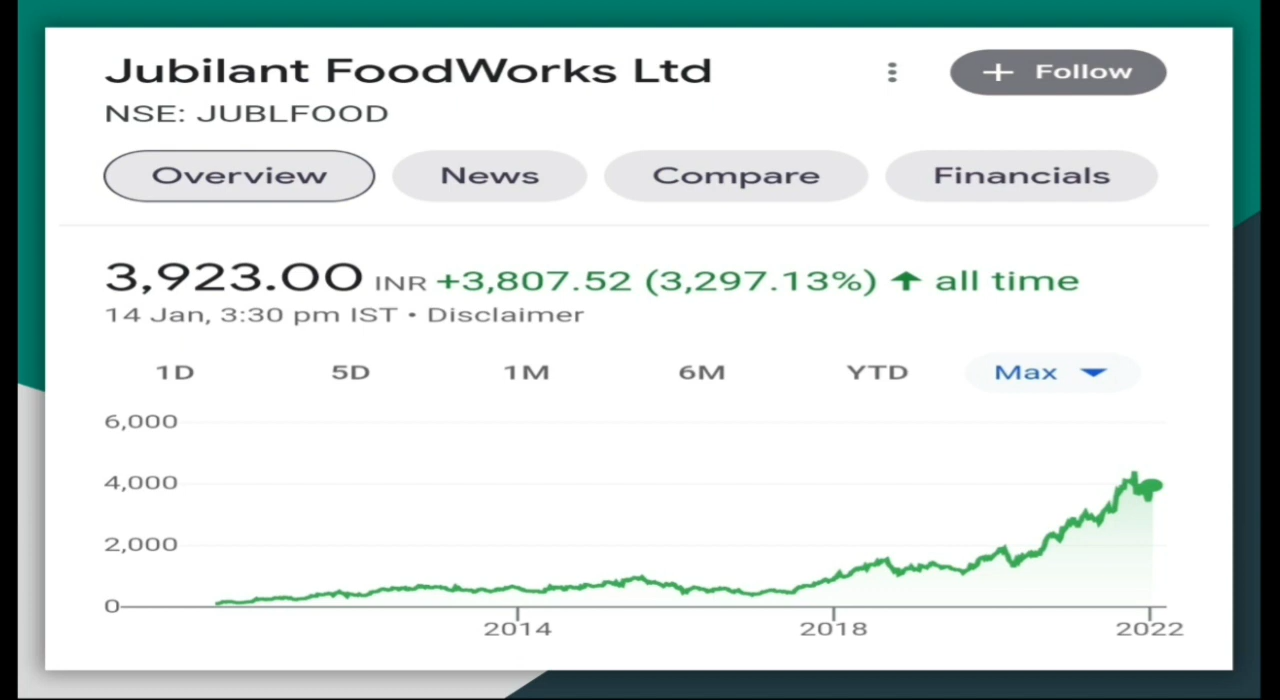 Jubilant FoodWorks Ltd
+ Follow
NSE: JUBLFOOD
Overview News Compare Financials
3,923.00 INR +3,807.52 (3,297.13%) ↑ all time
14 Jan, 3:30 pm IST • Disclaimer
1D 5D 1M 6M YTD Max
6,000
4,000
2,000
0
2014 2018 2022